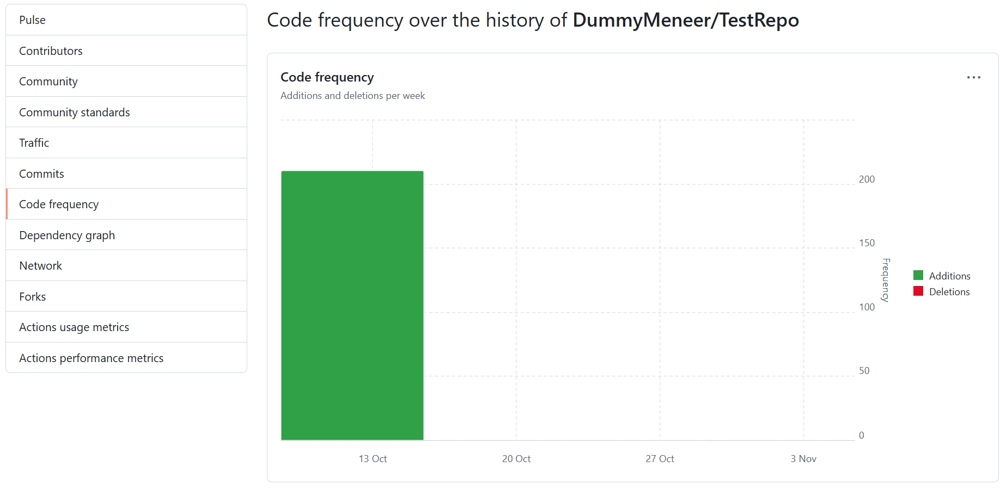 Pulse
Contributors
Community
Community standards
Traffic
Commits
Code frequency
Dependency graph
Network
Forks
Actions usage metrics
Actions performance metrics
Code frequency over the history of DummyMeneer/TestRepo
Code frequency
Additions and deletions per week
200
150
100
50
0
Frequency
13 Oct
20 Oct
27 Oct
3 Nov
Additions
Deletions